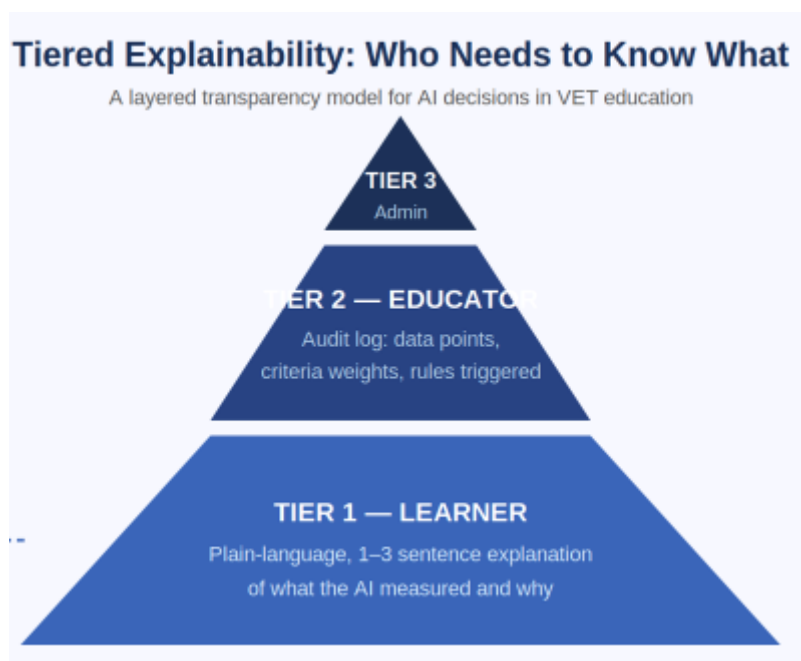 Tiered Explainability: Who Needs to Know What
A layered transparency model for AI decisions in VET education
TIER 3
Admin
TIER 2 — EDUCATOR
Audit log: data points,
criteria weights, rules triggered
TIER 1 — LEARNER
Plain-language, 1–3 sentence explanation
of what the AI measured and why